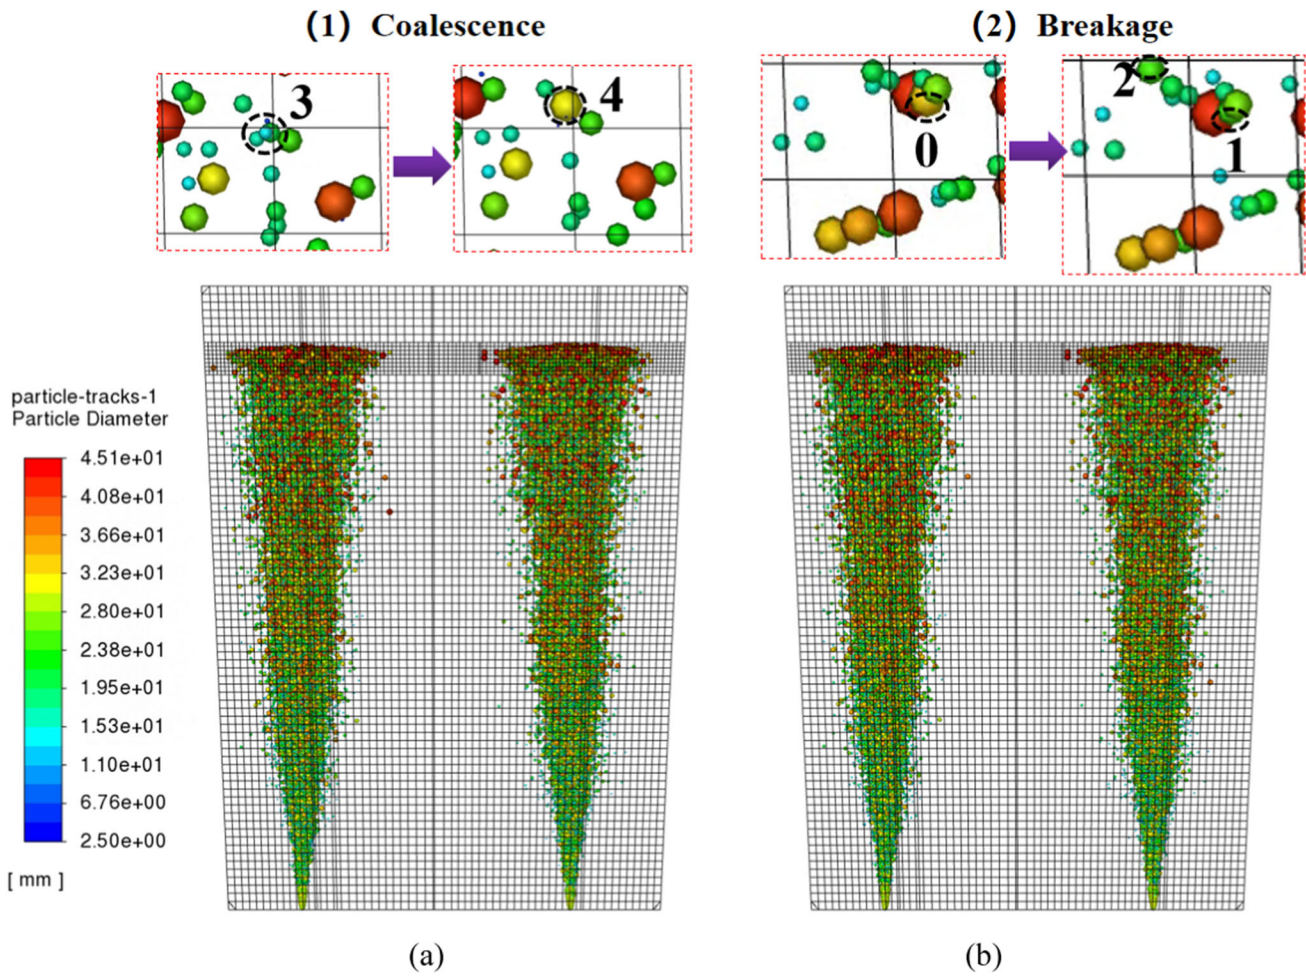 (1) Coalescence
(2) Breakage
3
4
0
2
1
particle-tracks-1
Particle Diameter
4.51e+01
4.08e+01
3.66e+01
3.23e+01
2.80e+01
2.38e+01
1.95e+01
1.53e+01
1.10e+01
6.76e+00
2.50e+00
[ mm ]
(a)
(b)